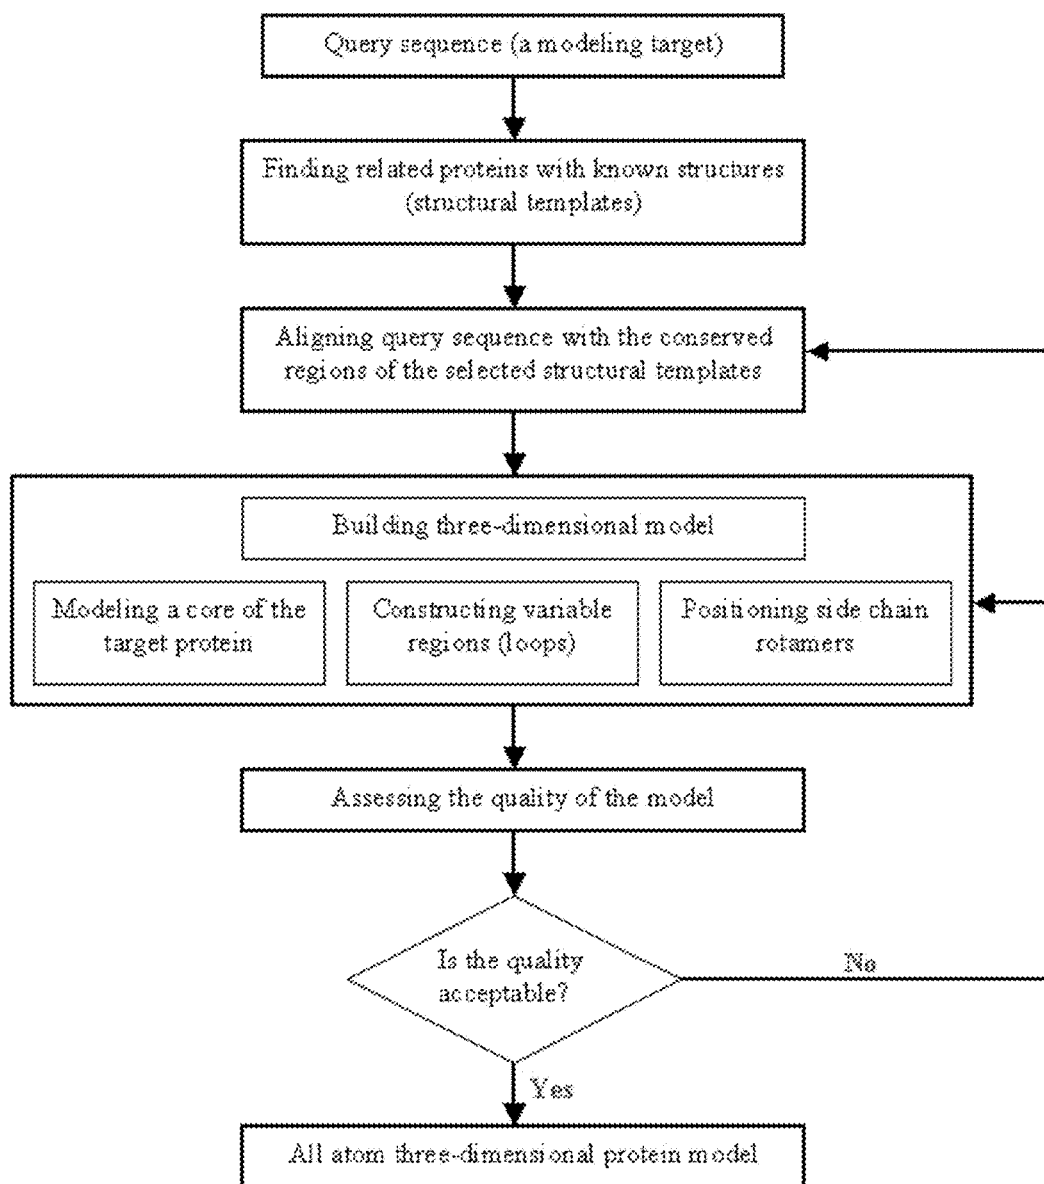 Query sequence (a modeling target)
Finding related proteins with known structures
(structural templates)
Aligning query sequence with the conserved
regions of the selected structural templates
Building three-dimensional model
Modeling a core of the
target protein
Constructing variable
regions (loops)
Positioning side chain
rotamers
Assessing the quality of the model
Is the quality
acceptable?
No
Yes
All atom three-dimensional protein model